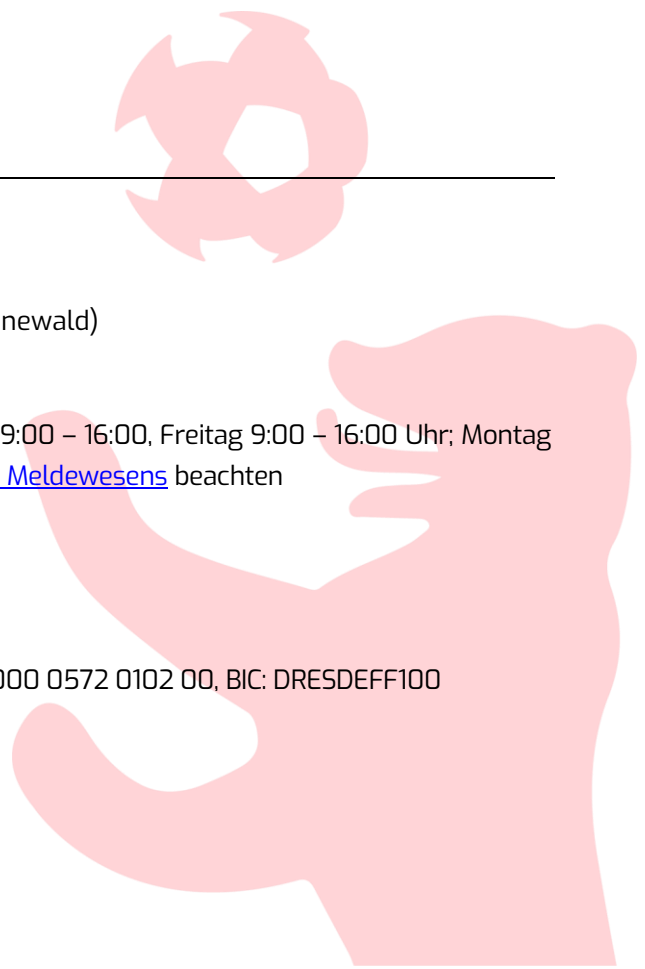 newald)
9:00 – 16:00, Freitag 9:00 – 16:00 Uhr; Montag
Meldewesens beachten
000 0572 0102 00, BIC: DRESDEFF100